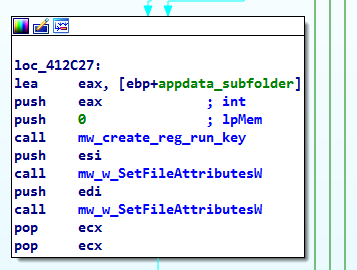 loc_412C27:
lea eax, [ebp+appdata_subfolder]
push eax ; int
push 0 ; lpMem
call mw_create_reg_run_key
push esi
call mw_w_SetFileAttributesW
push edi
call mw_w_SetFileAttributesW
pop ecx
pop ecx